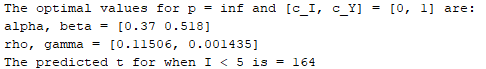 The optimal values for p = inf and [c_I, c_Y] = [0, 1] are:
alpha, beta = [0.37 0.518]
rho, gamma = [0.11506, 0.001435]
The predicted t for when I < 5 is = 164